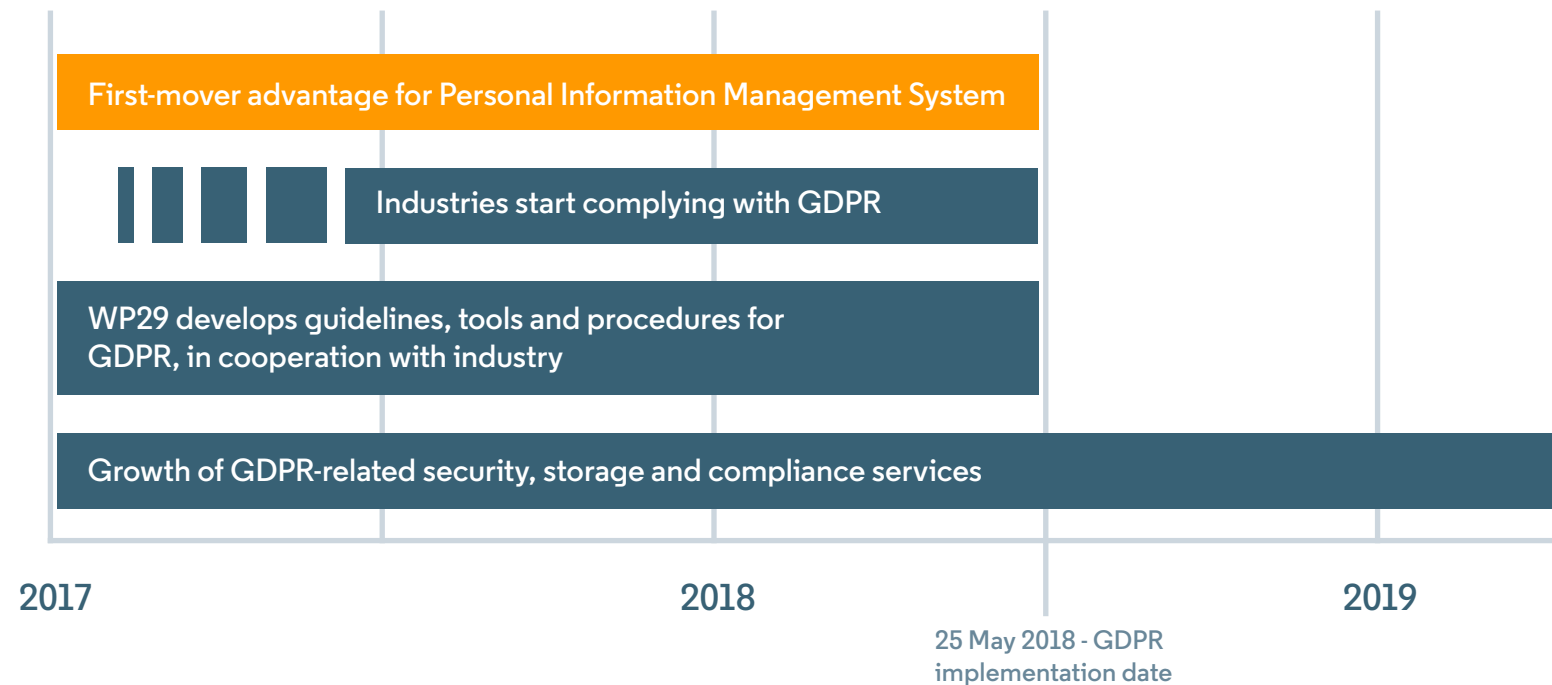 First-mover advantage for Personal Information Management System
Industries start complying with GDPR
WP29 develops guidelines, tools and procedures for
GDPR, in cooperation with industry
Growth of GDPR-related security, storage and compliance services
2017
2018
2019
25 May 2018 - GDPR
implementation date